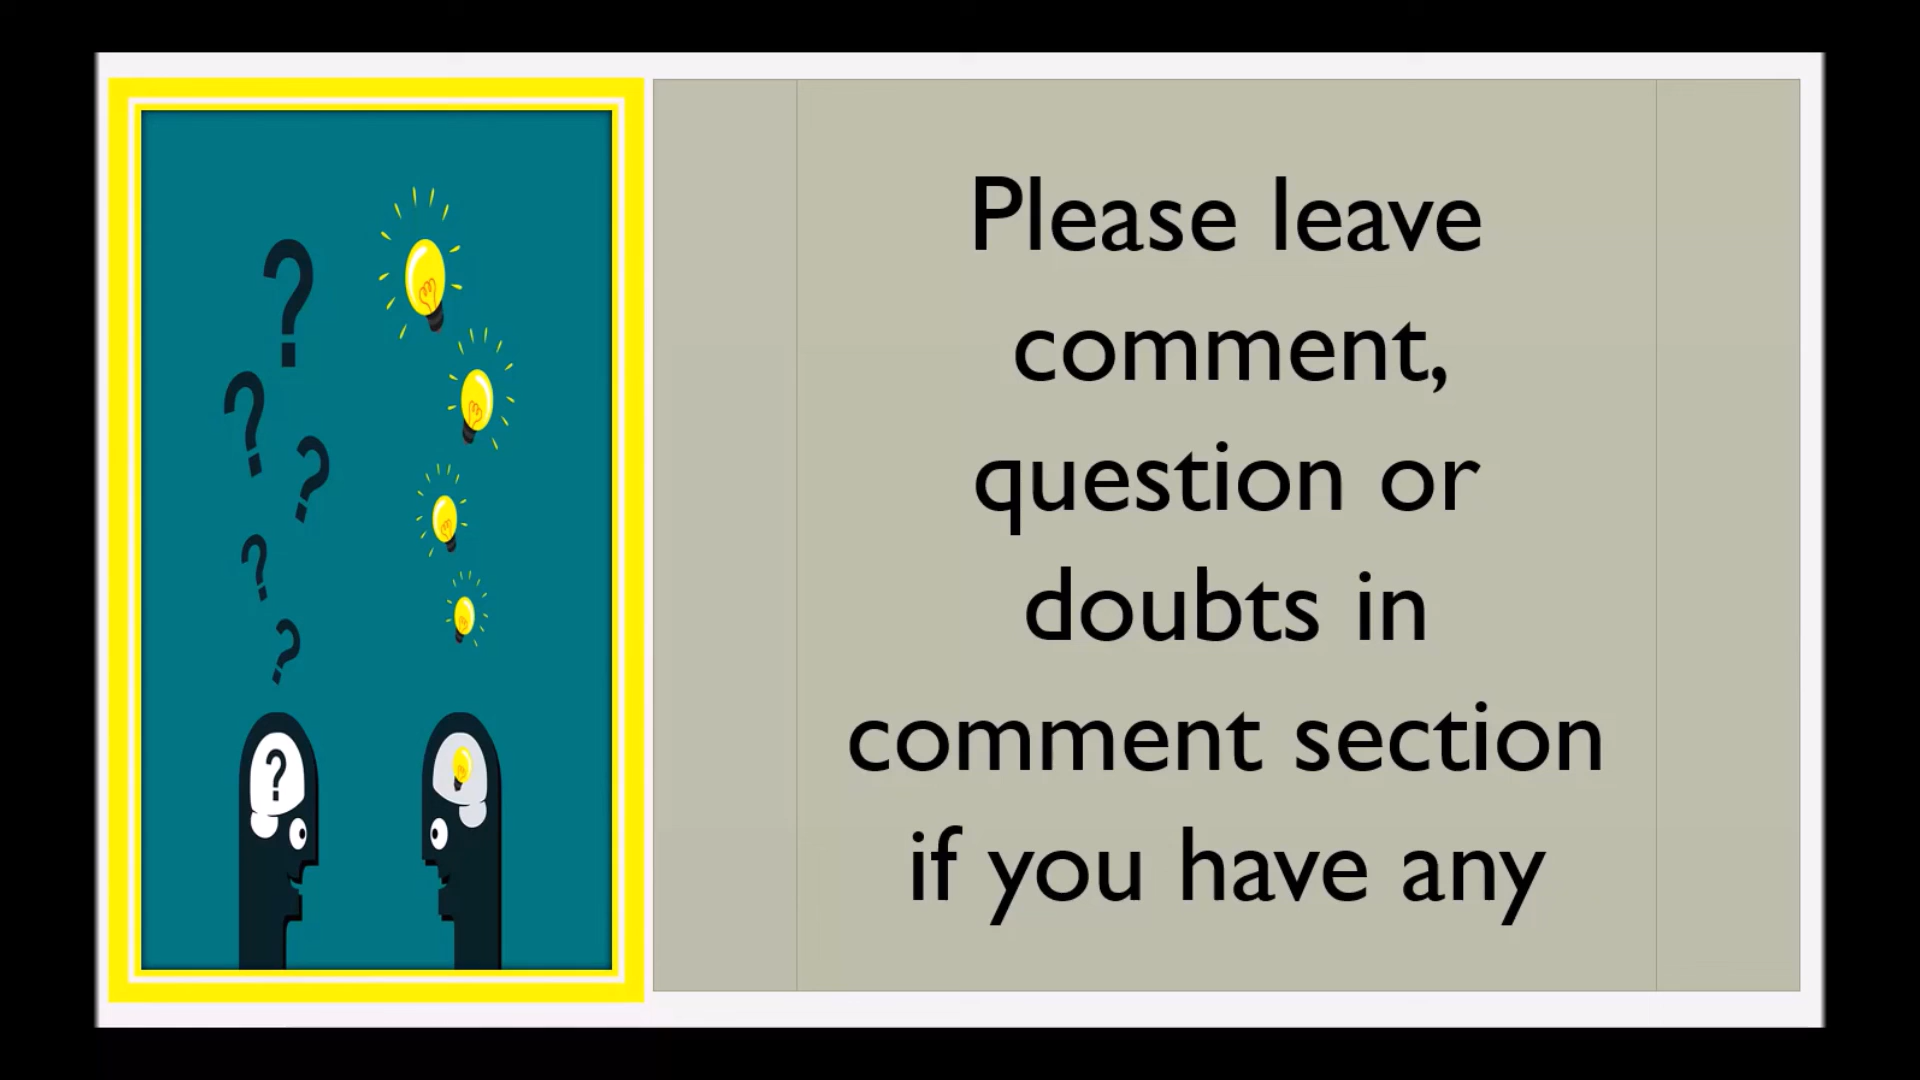 Please leave
comment,
question or
doubts in
comment section
if you have any